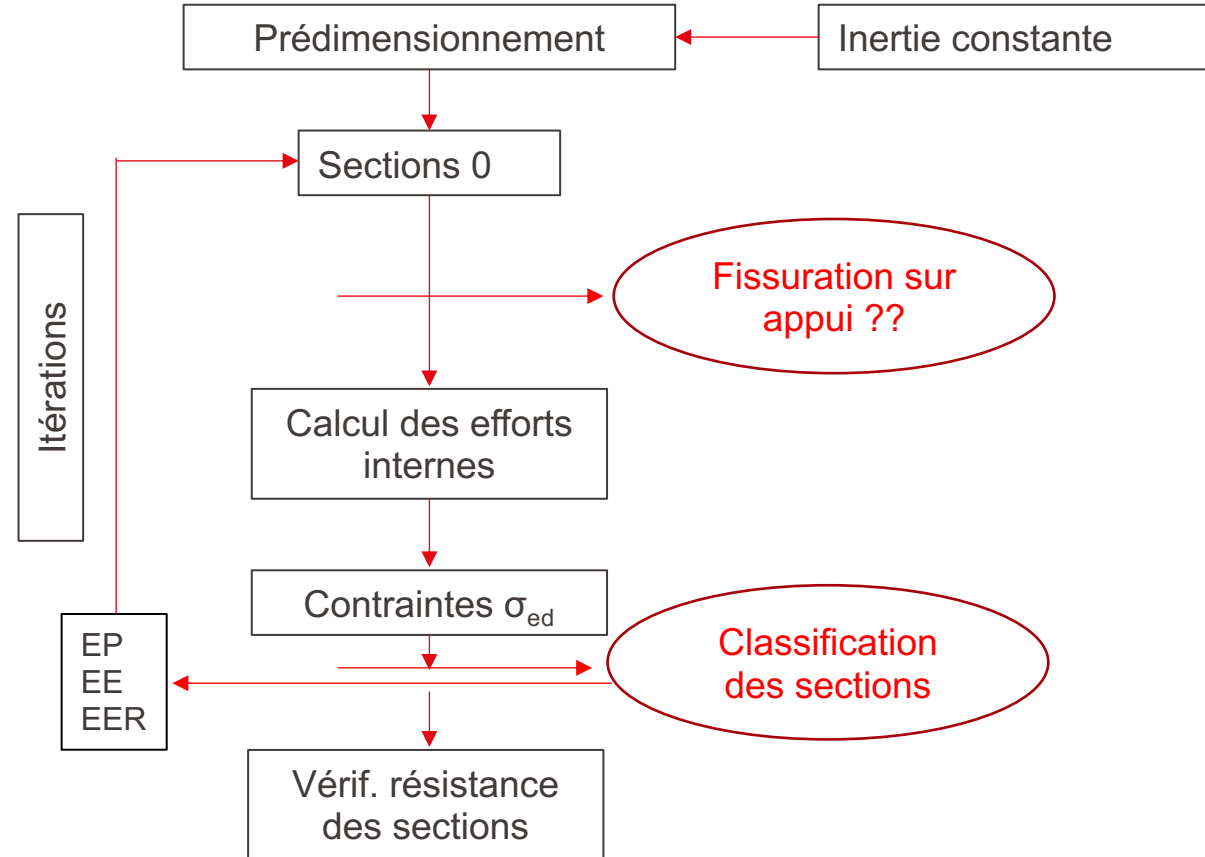 Prédimensionnement
Inertie constante
Sections 0
Fissuration sur
appui ??
Itérations
Calcul des efforts
internes
Contraintes σed
Classification
des sections
EP
EE
EER
Vérif. résistance
des sections